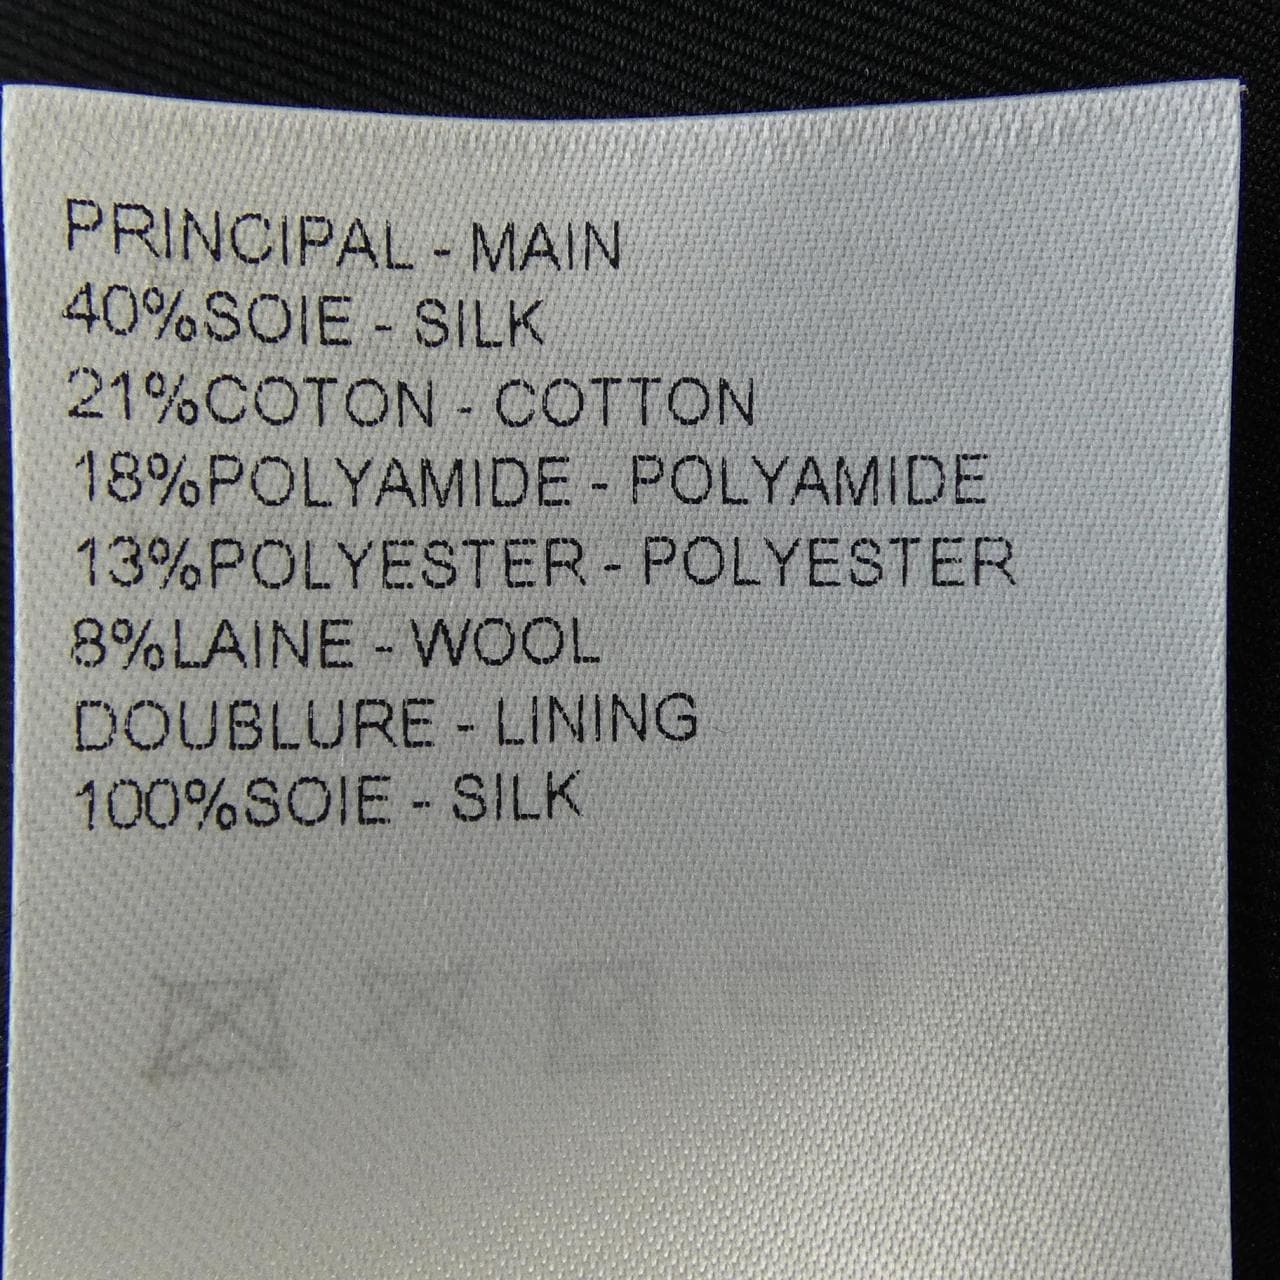 PRINCIPAL - MAIN
40%SOIE - SILK
21%COTON - COTTON
18%POLYAMIDE - POLYAMIDE
13%POLYESTER - POLYESTER
8%LAINE - WOOL
DOUBLURE - LINING
100%SOIE - SILK